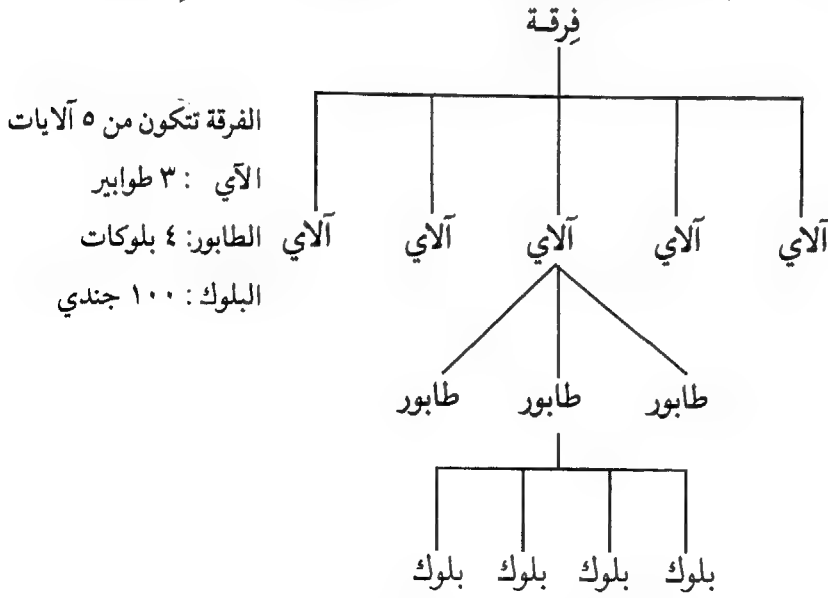 فِرقـة
الفرقة تتكون من ٥ آلايات
الآي : ٣ طوابير
آلاي آلاي آلاي آلاي آلاي
الطابور: ٤ بلوكات
البلوك : ١٠٠ جندي
طابور طابور طابور
بلوك بلوك بلوك بلوك